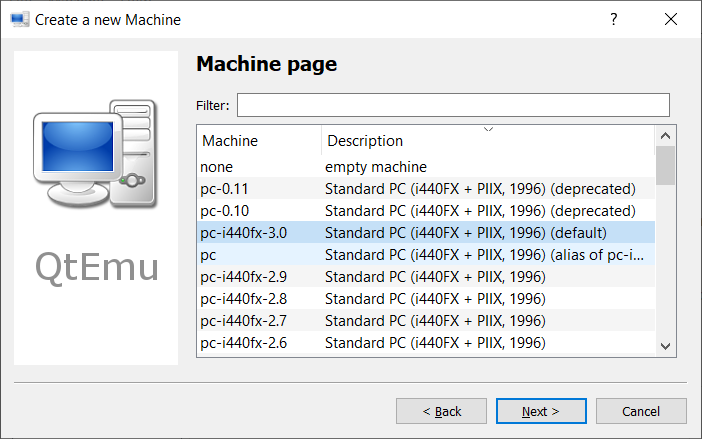 Create a new Machine
Machine page
Filter:
Machine Description
none empty machine
pc-0.11 Standard PC (i440FX + PIIX, 1996) (deprecated)
pc-0.10 Standard PC (i440FX + PIIX, 1996) (deprecated)
pc-i440fx-3.0 Standard PC (i440FX + PIIX, 1996) (default)
pc Standard PC (i440FX + PIIX, 1996) (alias of pc-i...
pc-i440fx-2.9 Standard PC (i440FX + PIIX, 1996)
pc-i440fx-2.8 Standard PC (i440FX + PIIX, 1996)
pc-i440fx-2.7 Standard PC (i440FX + PIIX, 1996)
pc-i440fx-2.6 Standard PC (i440FX + PIIX, 1996)
QtEmu
< Back Next > Cancel